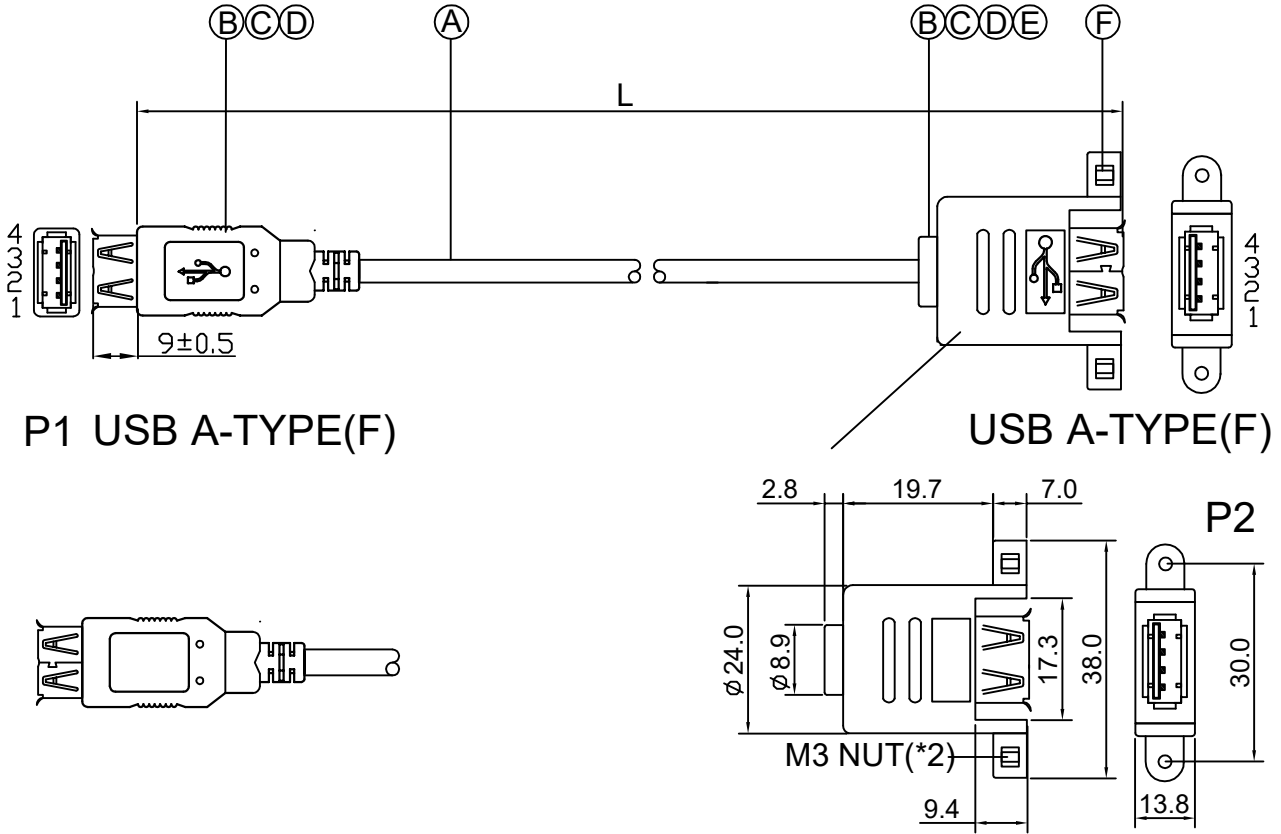 B C D A B C D E F
L
4
3
2
1
4
3
2
1
9±0.5
P1 USB A-TYPE(F)
USB A-TYPE(F)
2.8 19.7 7.0
P2
ø24.0
ø8.9
17.3
38.0
30.0
M3 NUT(*2)
9.4
13.8